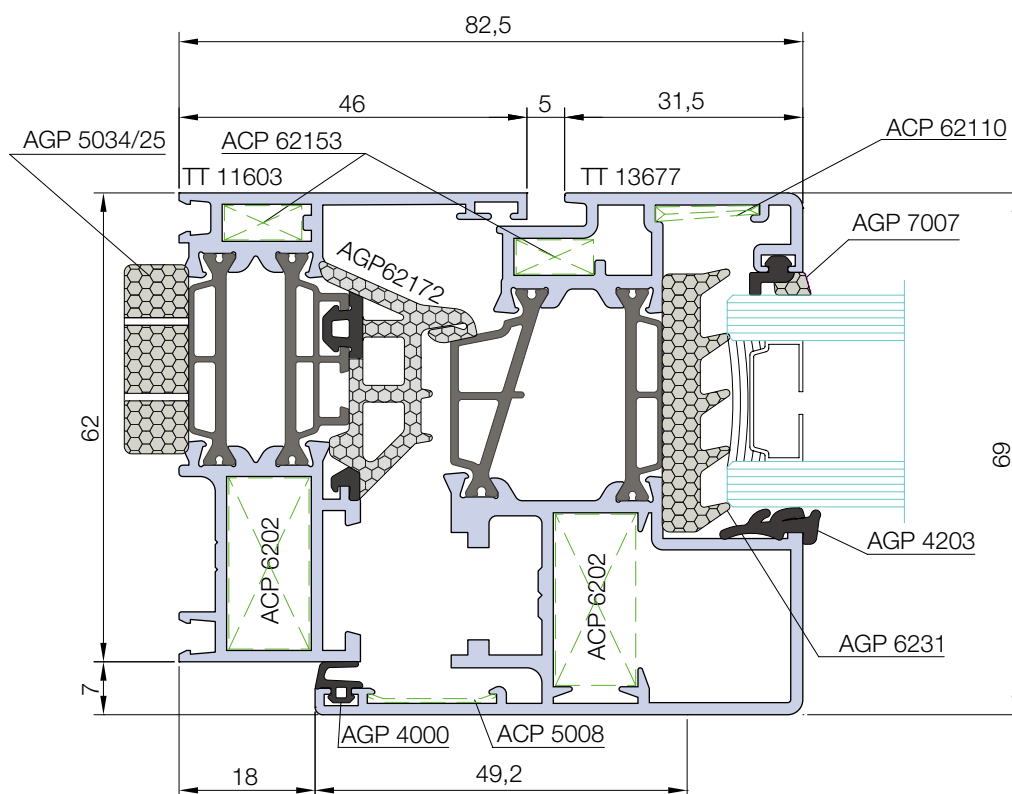 82,5
46
5
31,5
AGP 5034/25
ACP 62153
ACP 62110
TT 11603
TT 13677
AGP 7007
AGP62172
62
69
ACP 6202
ACP 6202
AGP 4203
AGP 6231
7
AGP 4000
ACP 5008
18
49,2